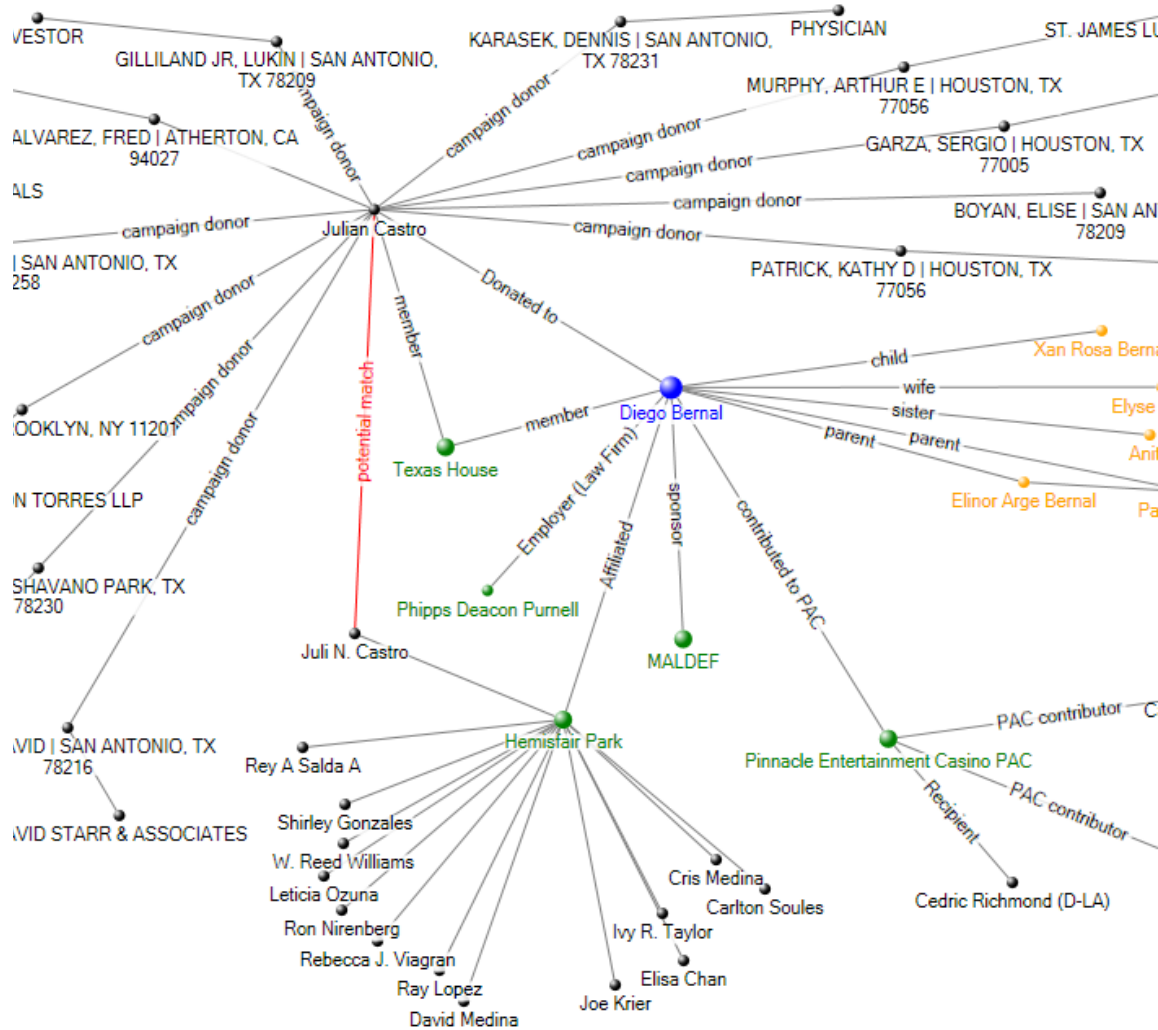 VESTOR
GILLILAND JR, LUKIN | SAN ANTONIO,
TX 78209
KARASEK, DENNIS | SAN ANTONIO,
TX 78231
PHYSICIAN
ST. JAMES LU
MURPHY, ARTHUR E | HOUSTON, TX
77056
ALVAREZ, FRED | ATHERTON, CA
94027
GARZA, SERGIO | HOUSTON, TX
77005
campaign donor
campaign donor
campaign donor
campaign donor
campaign donor
campaign donor
campaign donor
ALS
BOYAN, ELISE | SAN AN
78209
Julian Castro
| SAN ANTONIO, TX
258
PATRICK, KATHY D | HOUSTON, TX
77056
campaign donor
campaign donor
campaign donor
member
Donated to
potential match
child
Xan Rosa Berna
wife
Elyse
sister
Anit
parent
parent
Elinor Arge Bernal
Pa
Diego Bernal
member
Texas House
ROOKLYN, NY 11201
ON TORRES LLP
Employer (Law Firm)
Affiliated
sponsor
contributed to PAC
SHAVANO PARK, TX
78230
Phipps Deacon Purnell
Juli N. Castro
MALDEF
Hemisfair Park
PAC contributor
C
Pinnacle Entertainment Casino PAC
PAC contributor
Recipient
Cedric Richmond (D-LA)
AVID | SAN ANTONIO, TX
78216
AVID STARR & ASSOCIATES
Rey A Salda A
Shirley Gonzales
W. Reed Williams
Leticia Ozuna
Ron Nirenberg
Rebecca J. Viagran
Ray Lopez
David Medina
Joe Krier
Elisa Chan
Ivy R. Taylor
Cris Medina
Carlton Soules